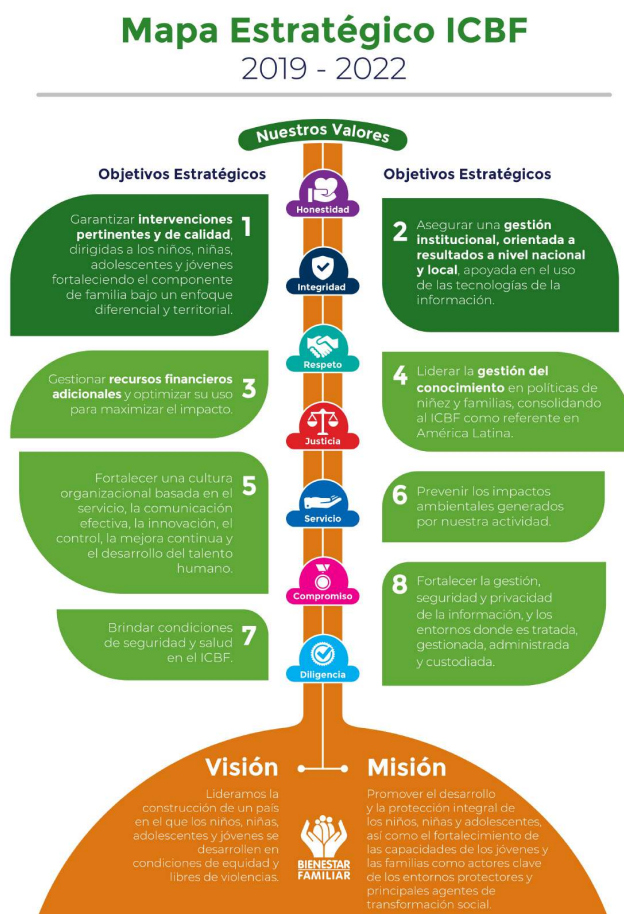 Mapa Estratégico ICBF
2019 - 2022
Nuestros Valores
Objetivos Estratégicos
Objetivos Estratégicos
Honestidad
Integridad
Respeto
Justicia
Servicio
Compromiso
Diligencia
1
Garantizar intervenciones
pertinentes y de calidad,
dirigidas a los niños, niñas,
adolescentes y jóvenes
fortaleciendo el componente
de familia bajo un enfoque
diferencial y territorial.
2
Asegurar una gestión
institucional, orientada a
resultados a nivel nacional
y local, apoyada en el uso
de las tecnologías de la
información.
3
Gestionar recursos financieros
adicionales y optimizar su uso
para maximizar el impacto.
4
Liderar la gestión del
conocimiento en políticas de
niñez y familias, consolidando
al ICBF como referente en
América Latina.
5
Fortalecer una cultura
organizacional basada en el
servicio, la comunicación
efectiva, la innovación, el
control, la mejora continua y
el desarrollo del talento
humano.
6
Prevenir los impactos
ambientales generados
por nuestra actividad.
7
Brindar condiciones
de seguridad y salud
en el ICBF.
8
Fortalecer la gestión,
seguridad y privacidad
de la información, y los
entornos donde es tratada,
gestionada, administrada
y custodiada.
Visión
Lideramos la
construcción de un país
en el que los niños, niñas,
adolescentes y jóvenes se
desarrollen en
condiciones de equidad y
libres de violencias.
BIENESTAR
FAMILIAR
Misión
Promover el desarrollo
y la protección integral de
los niños, niñas y adolescentes,
así como el fortalecimiento de
las capacidades de los jóvenes y
las familias como actores clave
de los entornos protectores y
principales agentes de
transformación social.